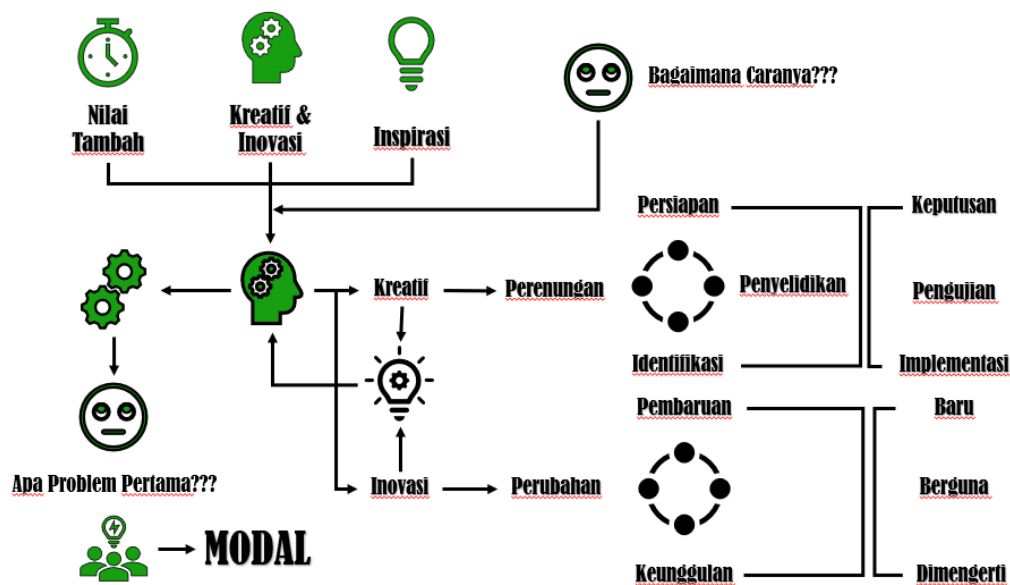 Nilai
Tambah
Kreatif &
Inovasi
Inspirasi
Bagaimana Caranya???
Persiapan
Keputusan
Kreatif
Perenungan
Penyelidikan
Pengujian
Identifikasi
Implementasi
Pembaruan
Baru
Apa Problem Pertama???
Inovasi
Perubahan
Berguna
MODAL
Keunggulan
Dimengerti